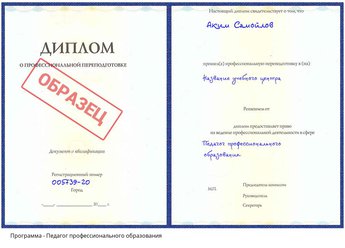 ДИПЛОМ
О ПРОФЕССИОНАЛЬНОЙ ПЕРЕПОДГОТОВКЕ
ОБРАЗЕЦ
Документ о квалификации
Регистрационный номер
005739-20
Город
Настоящий диплом свидетельствует о том, что
Аким Самойлов
прошел(а) профессиональную переподготовку в (на)
Название учебного центра
Решением от
диплом предоставляет право
на ведение профессиональной деятельности в сфере
Педагог профессионального
образования
М.П.
Председатель комиссии
Руководитель
Секретарь
Программа - Педагог профессионального образования